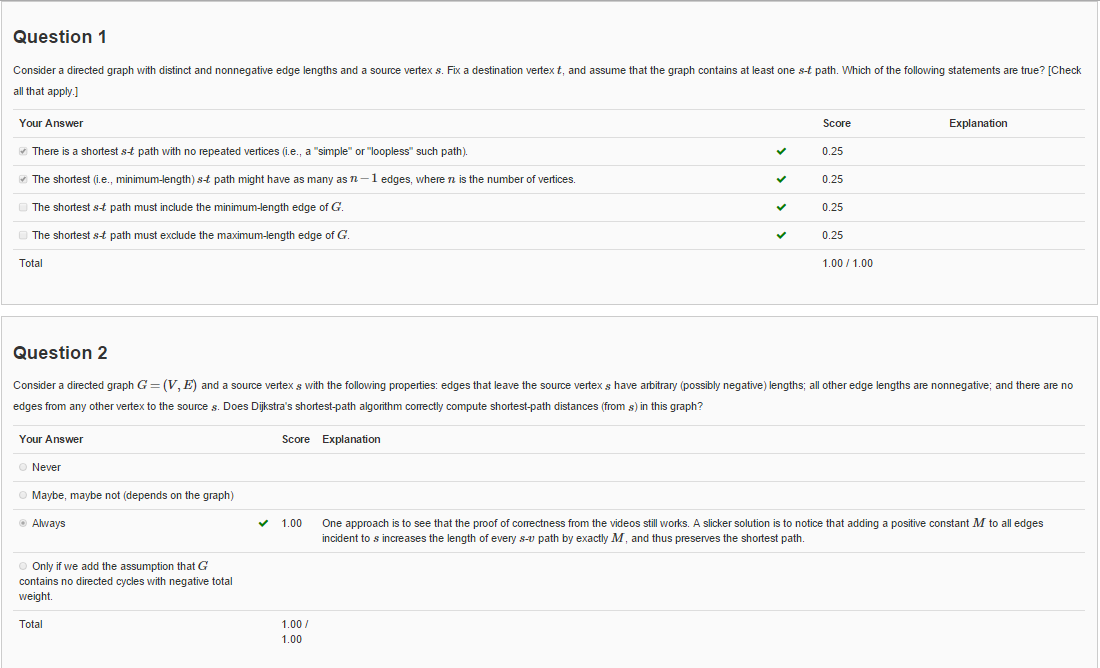 Question 1
Consider a directed graph with distinct and nonnegative edge lengths and a source vertex s. Fix a destination vertex t, and assume that the graph contains at least one s-t path. Which of the following statements are true? [Check
all that apply.]
Your Answer Score Explanation
There is a shortest s-t path with no repeated vertices (i.e., a "simple" or "loopless" such path). 0.25
The shortest (i.e., minimum-length) s-t path might have as many as n − 1 edges, where n is the number of vertices. 0.25
The shortest s-t path must include the minimum-length edge of G. 0.25
The shortest s-t path must exclude the maximum-length edge of G. 0.25
Total 1.00 / 1.00
Question 2
Consider a directed graph G = (V, E) and a source vertex s with the following properties: edges that leave the source vertex s have arbitrary (possibly negative) lengths; all other edge lengths are nonnegative; and there are no
edges from any other vertex to the source s. Does Dijkstra's shortest-path algorithm correctly compute shortest-path distances (from s) in this graph?
Your Answer Score Explanation
Never
Maybe, maybe not (depends on the graph)
Always 1.00 One approach is to see that the proof of correctness from the videos still works. A slicker solution is to notice that adding a positive constant M to all edges
incident to s increases the length of every s-v path by exactly M, and thus preserves the shortest path.
Only if we add the assumption that G
contains no directed cycles with negative total
weight.
Total 1.00 /
1.00